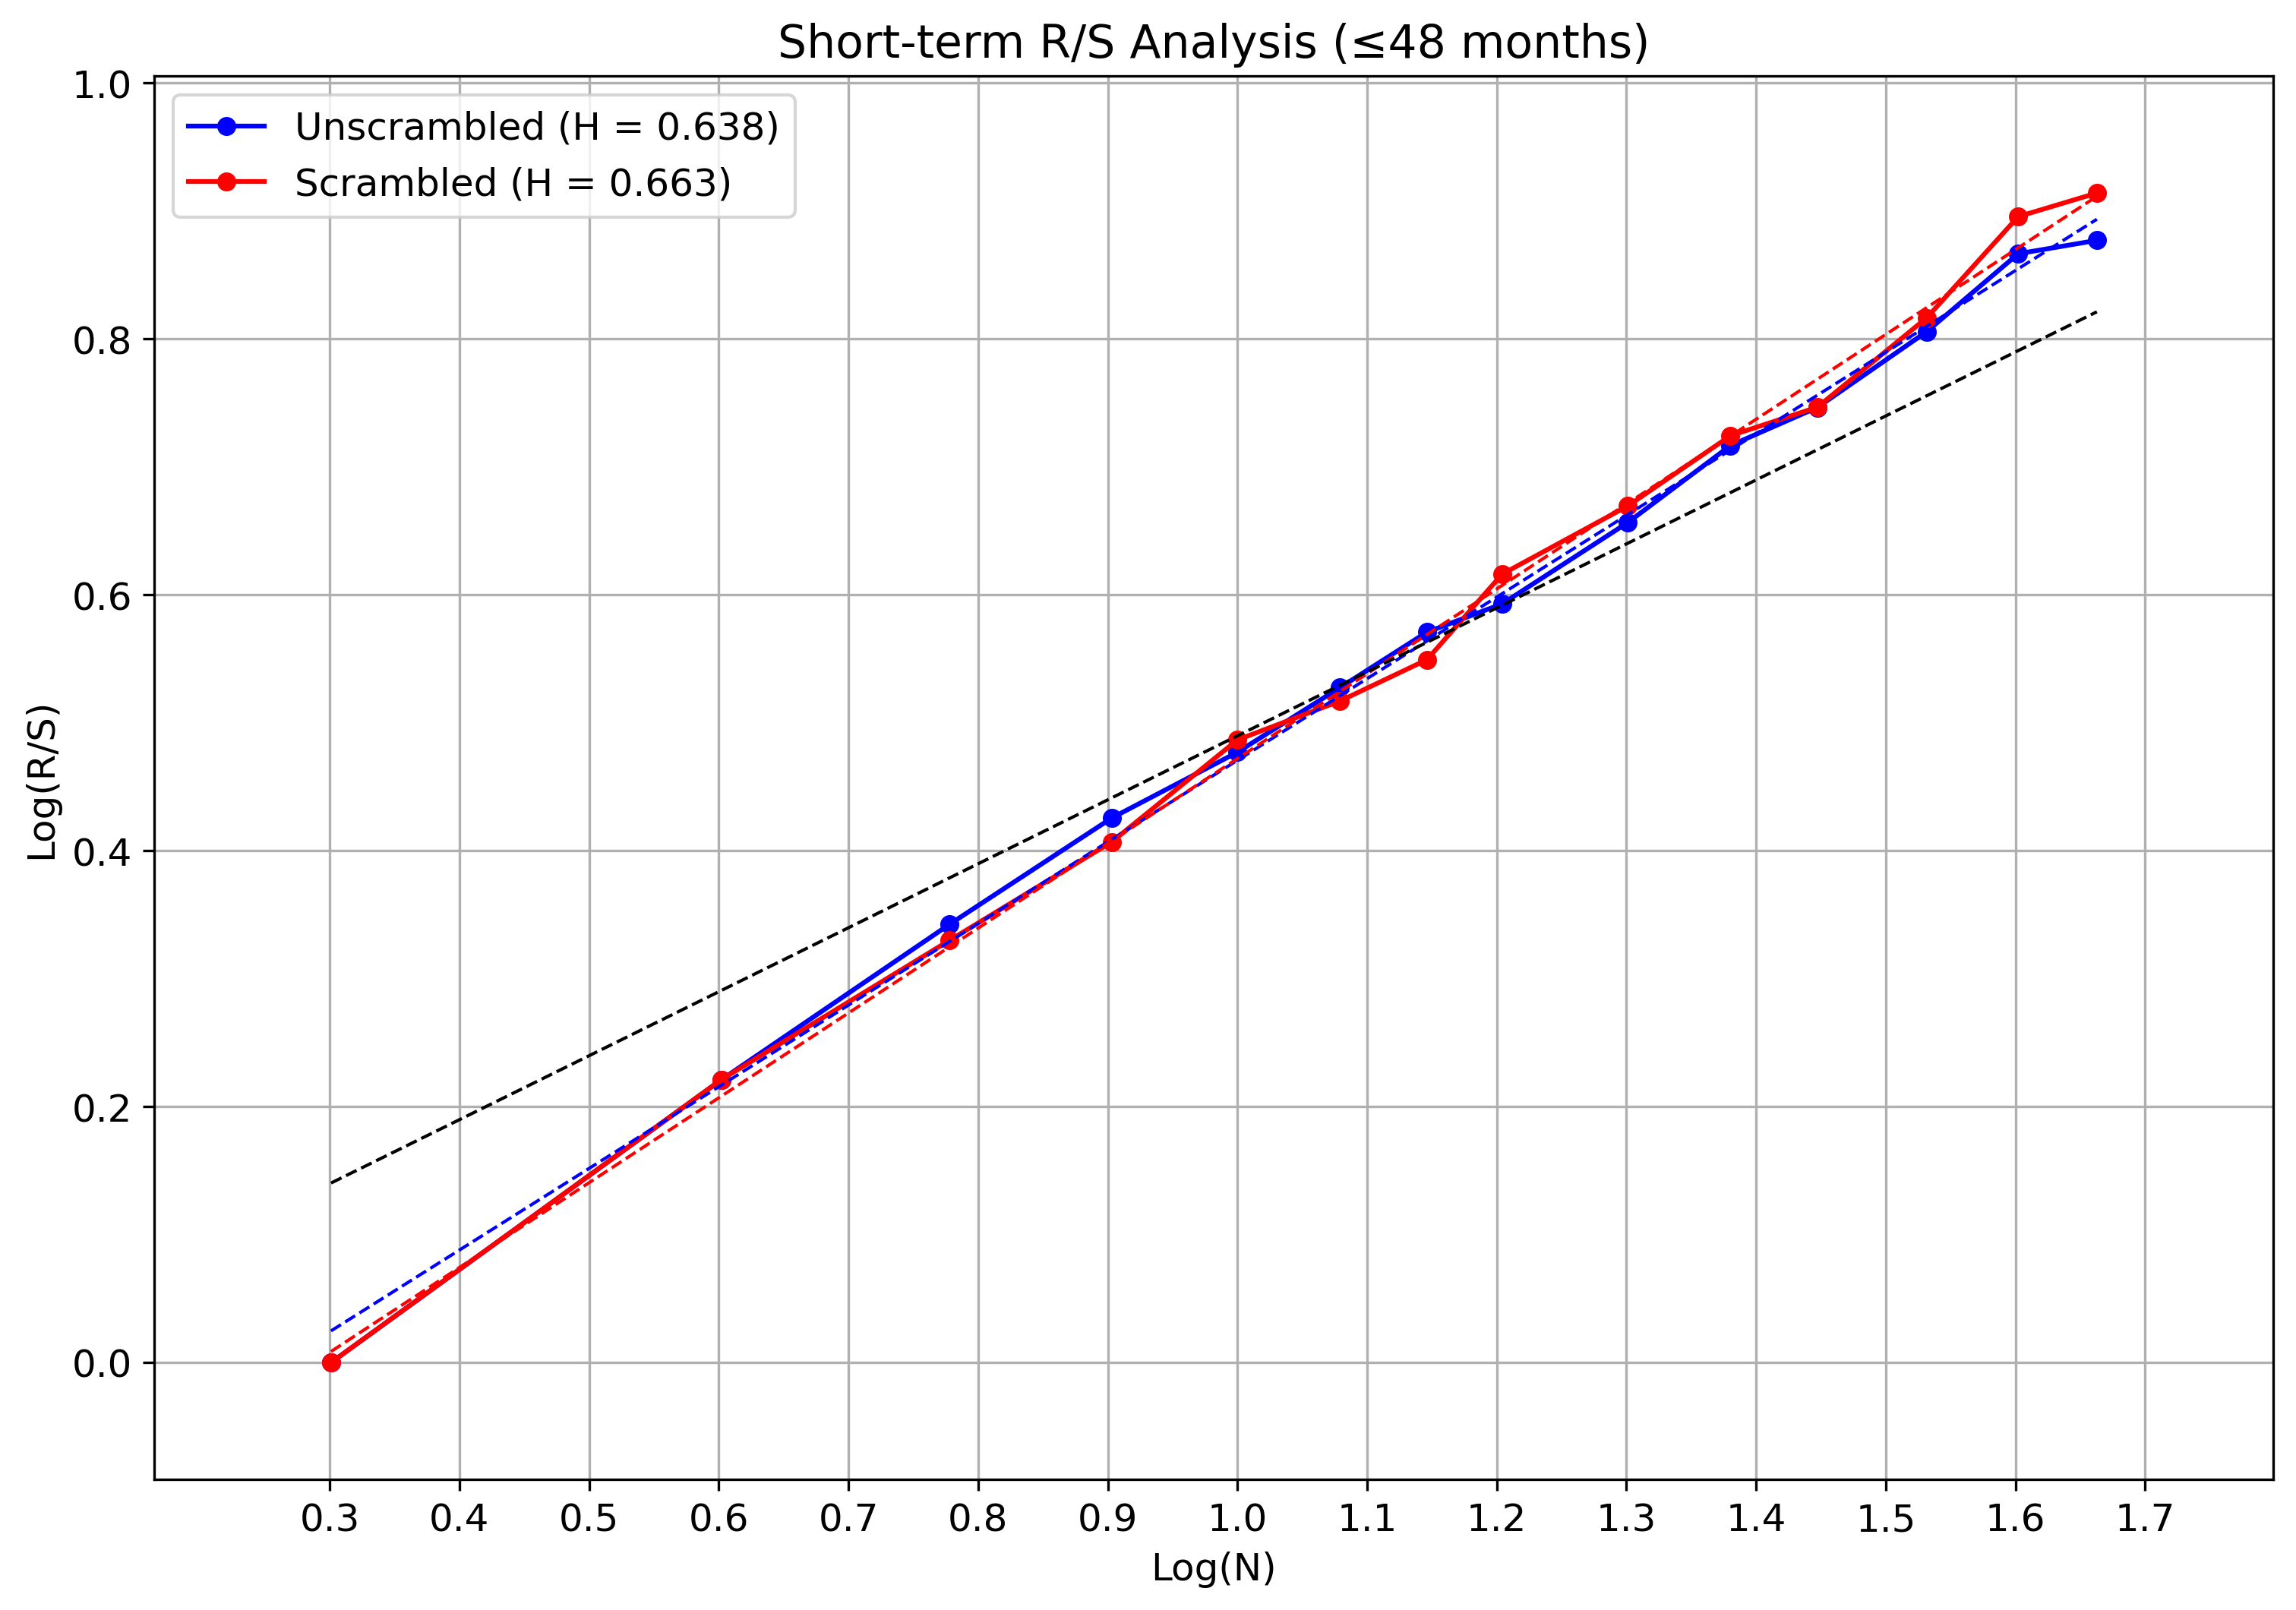 Short-term R/S Analysis (≤48 months)
Unscrambled (H = 0.638)
Scrambled (H = 0.663)
1.0
0.8
0.6
0.4
0.2
0.0
Log(R/S)
0.3 0.4 0.5 0.6 0.7 0.8 0.9 1.0 1.1 1.2 1.3 1.4 1.5 1.6 1.7
Log(N)